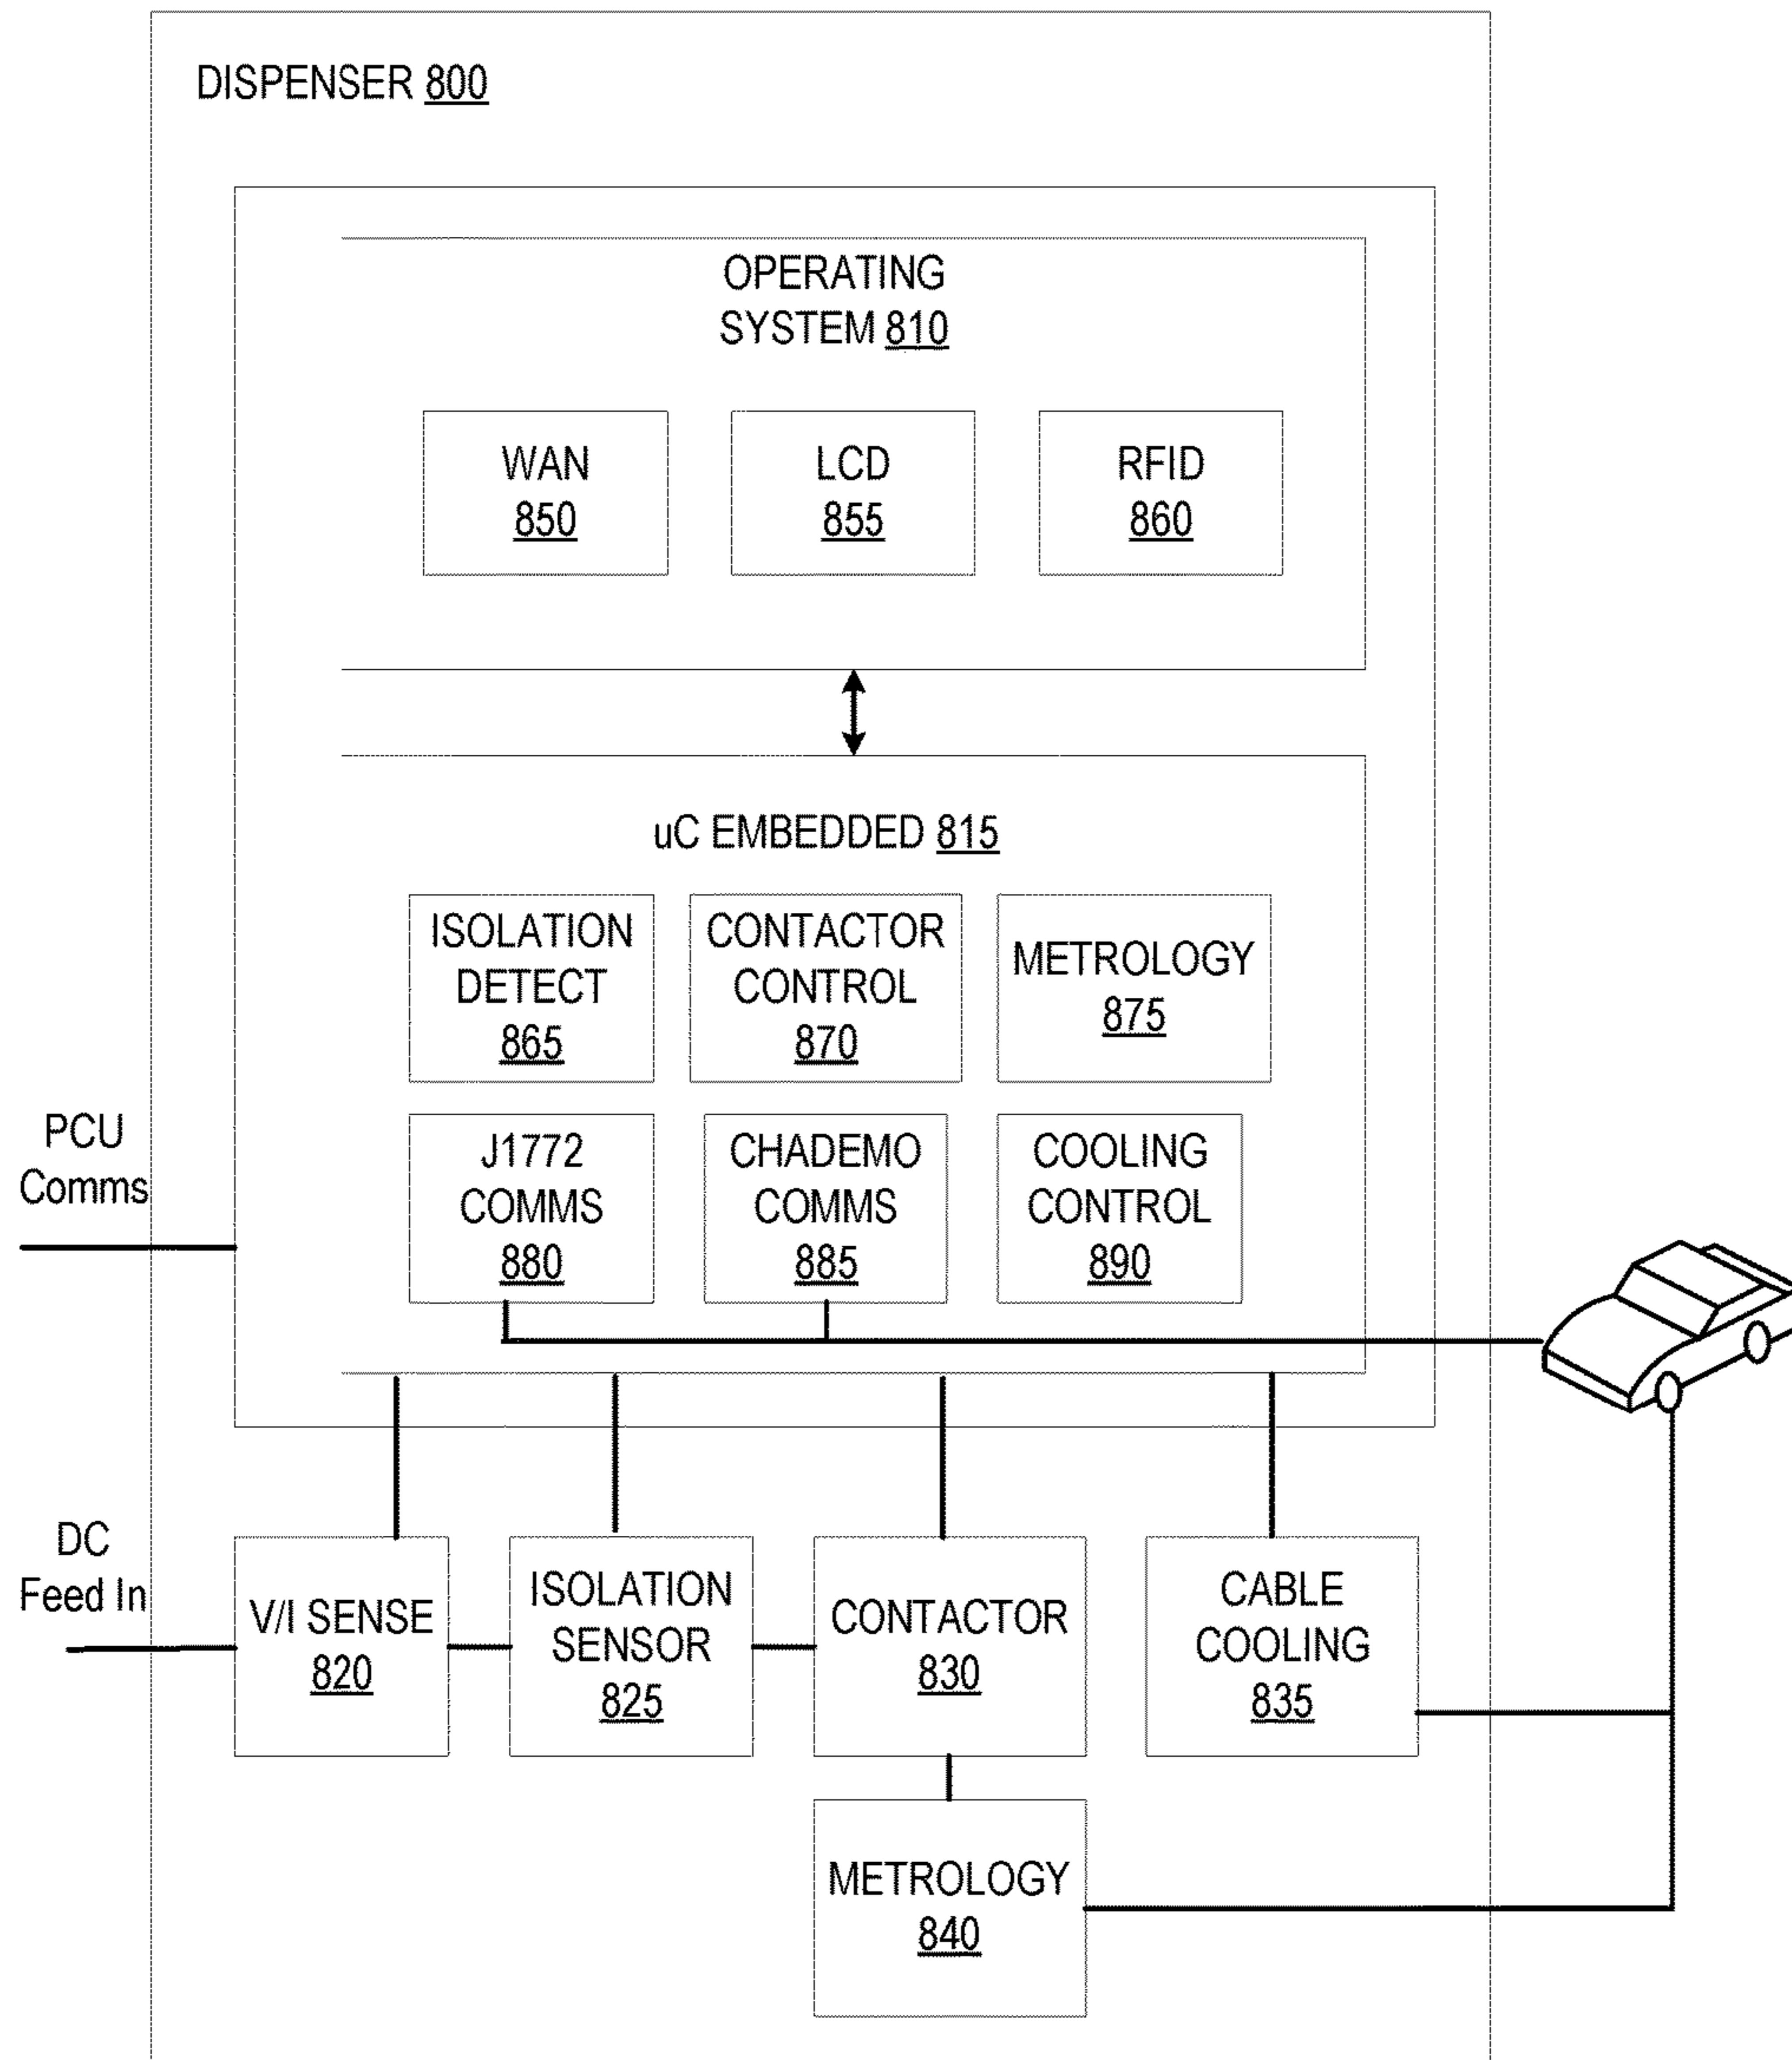 DISPENSER 800
OPERATING
SYSTEM 810
WAN
850
LCD
855
RFID
860
uC EMBEDDED 815
ISOLATION
DETECT
865
CONTACTOR
CONTROL
870
METROLOGY
875
PCU
Comms
J1772
COMMS
880
CHADEMO
COMMS
885
COOLING
CONTROL
890
DC
Feed In
V/I SENSE
820
ISOLATION
SENSOR
825
CONTACTOR
830
CABLE
COOLING
835
METROLOGY
840